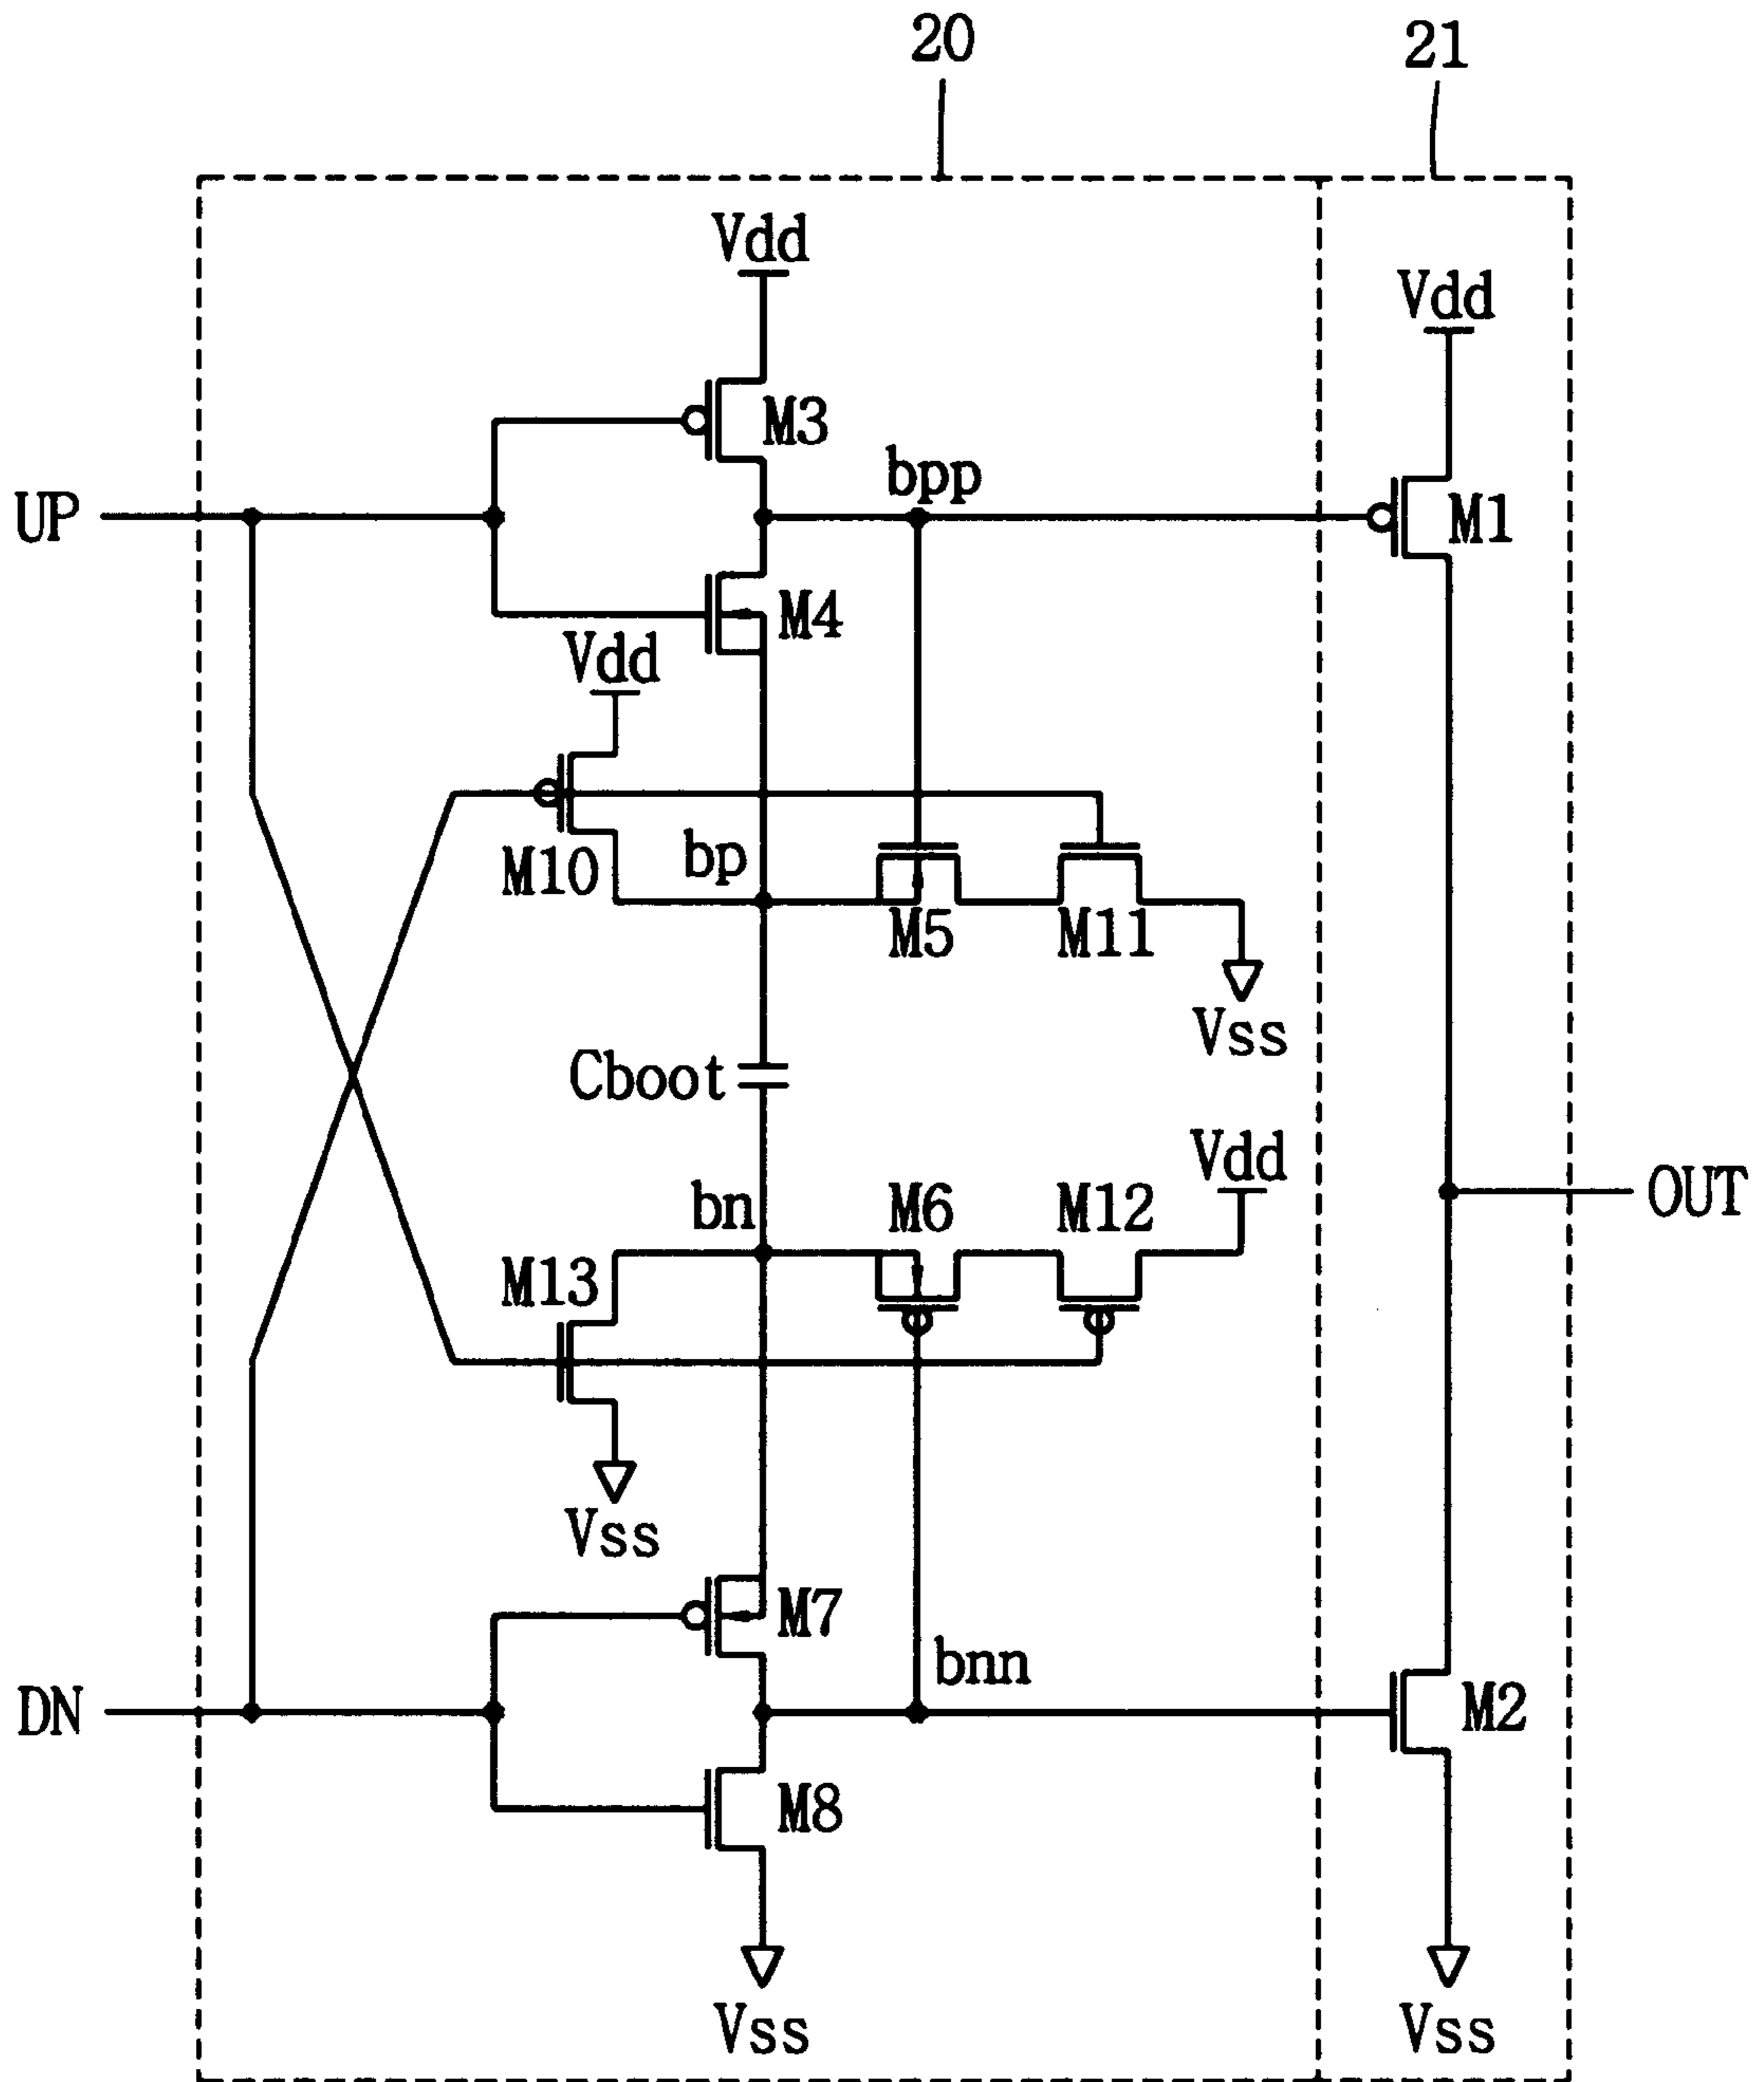 20
21
Vdd
Vdd
M3
bpp
UP
M1
M4
Vdd
bp
M10
M5
M11
Vss
Cboot
Vdd
bn
M6
M12
OUT
M13
Vss
M7
bnn
DN
M2
M8
Vss
Vss